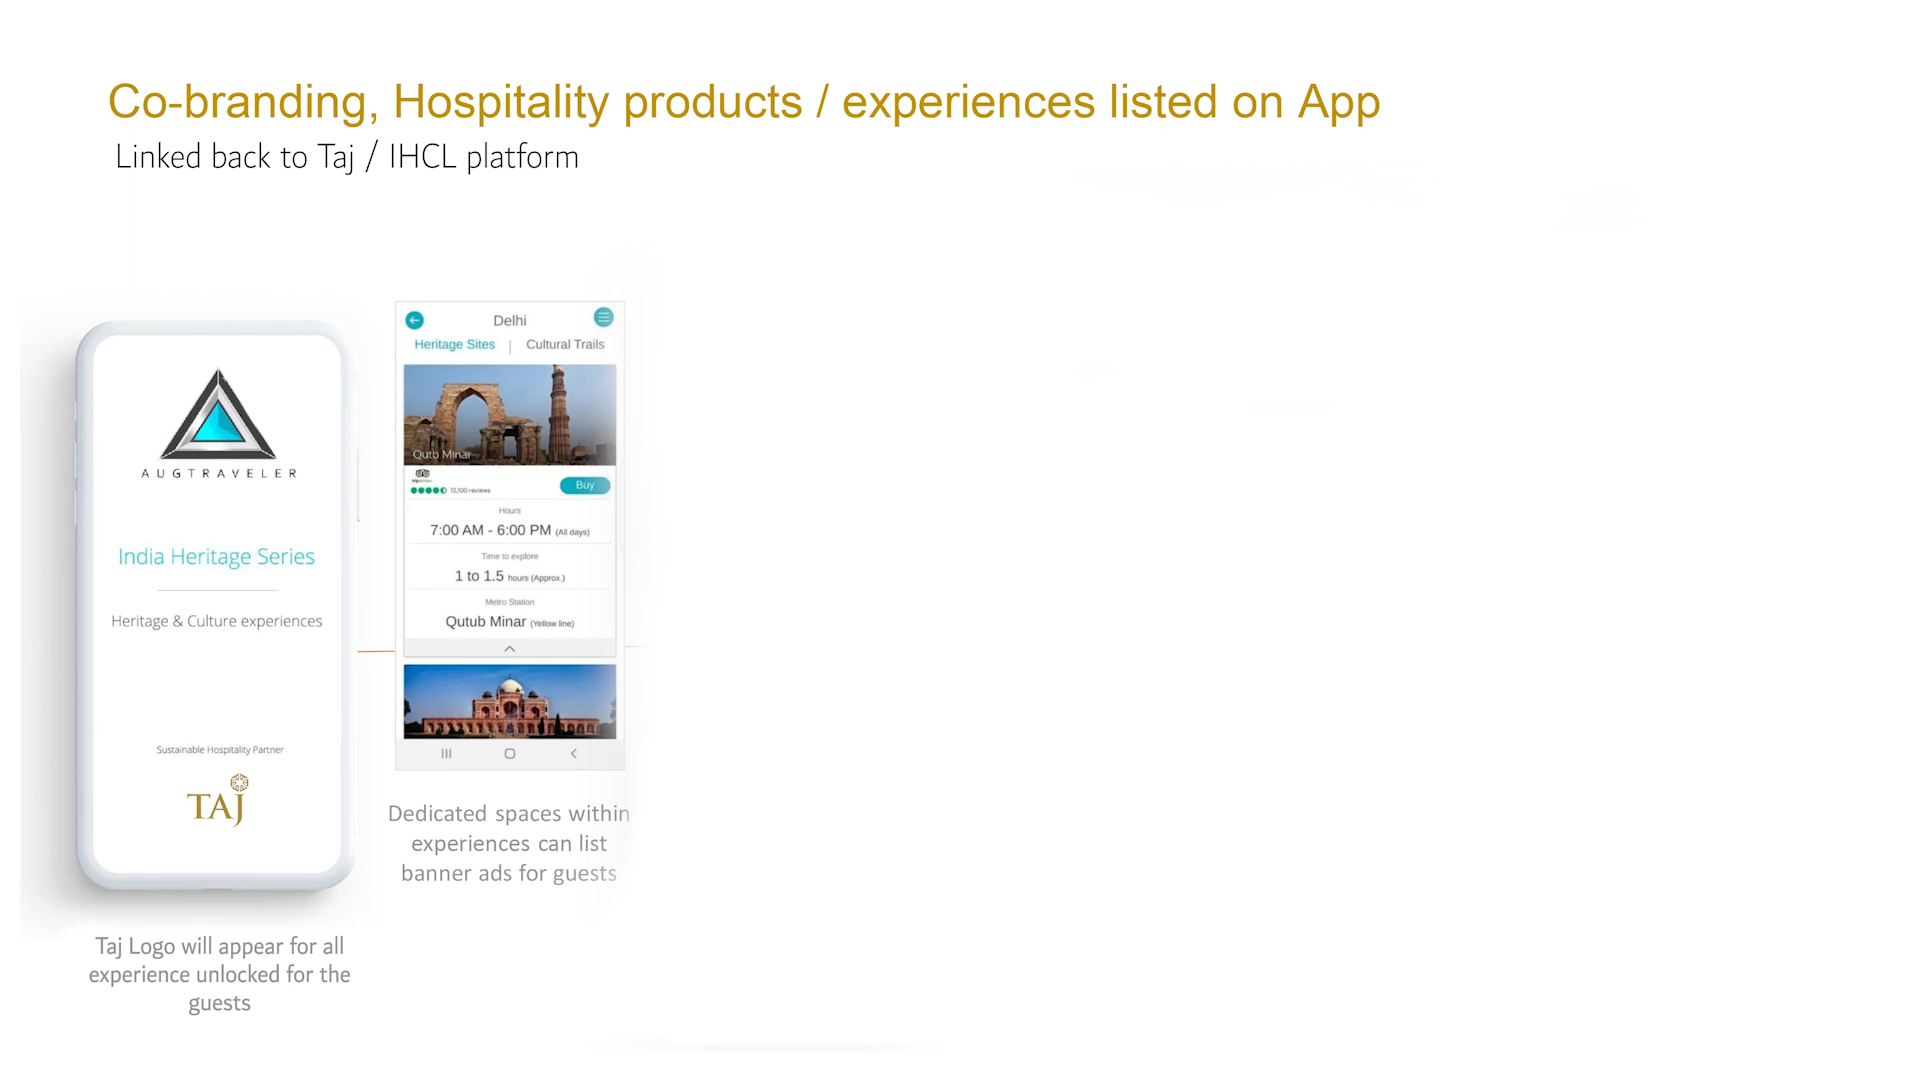 Co-branding, Hospitality products / experiences listed on App
Linked back to Taj / IHCL platform
AUGTRAVELER
India Heritage Series
Heritage & Culture experiences
Sustainable Hospitality Partner
TAJ
Taj Logo will appear for all
experience unlocked for the
guests
Delhi
Heritage Sites | Cultural Trails
Qutb Minar
13,100 reviews
Buy
Hours
7:00 AM - 6:00 PM (All days)
Time to explore
1 to 1.5 hours (Approx.)
Metro Station
Qutub Minar (Yellow line)
Dedicated spaces within
experiences can list
banner ads for guests